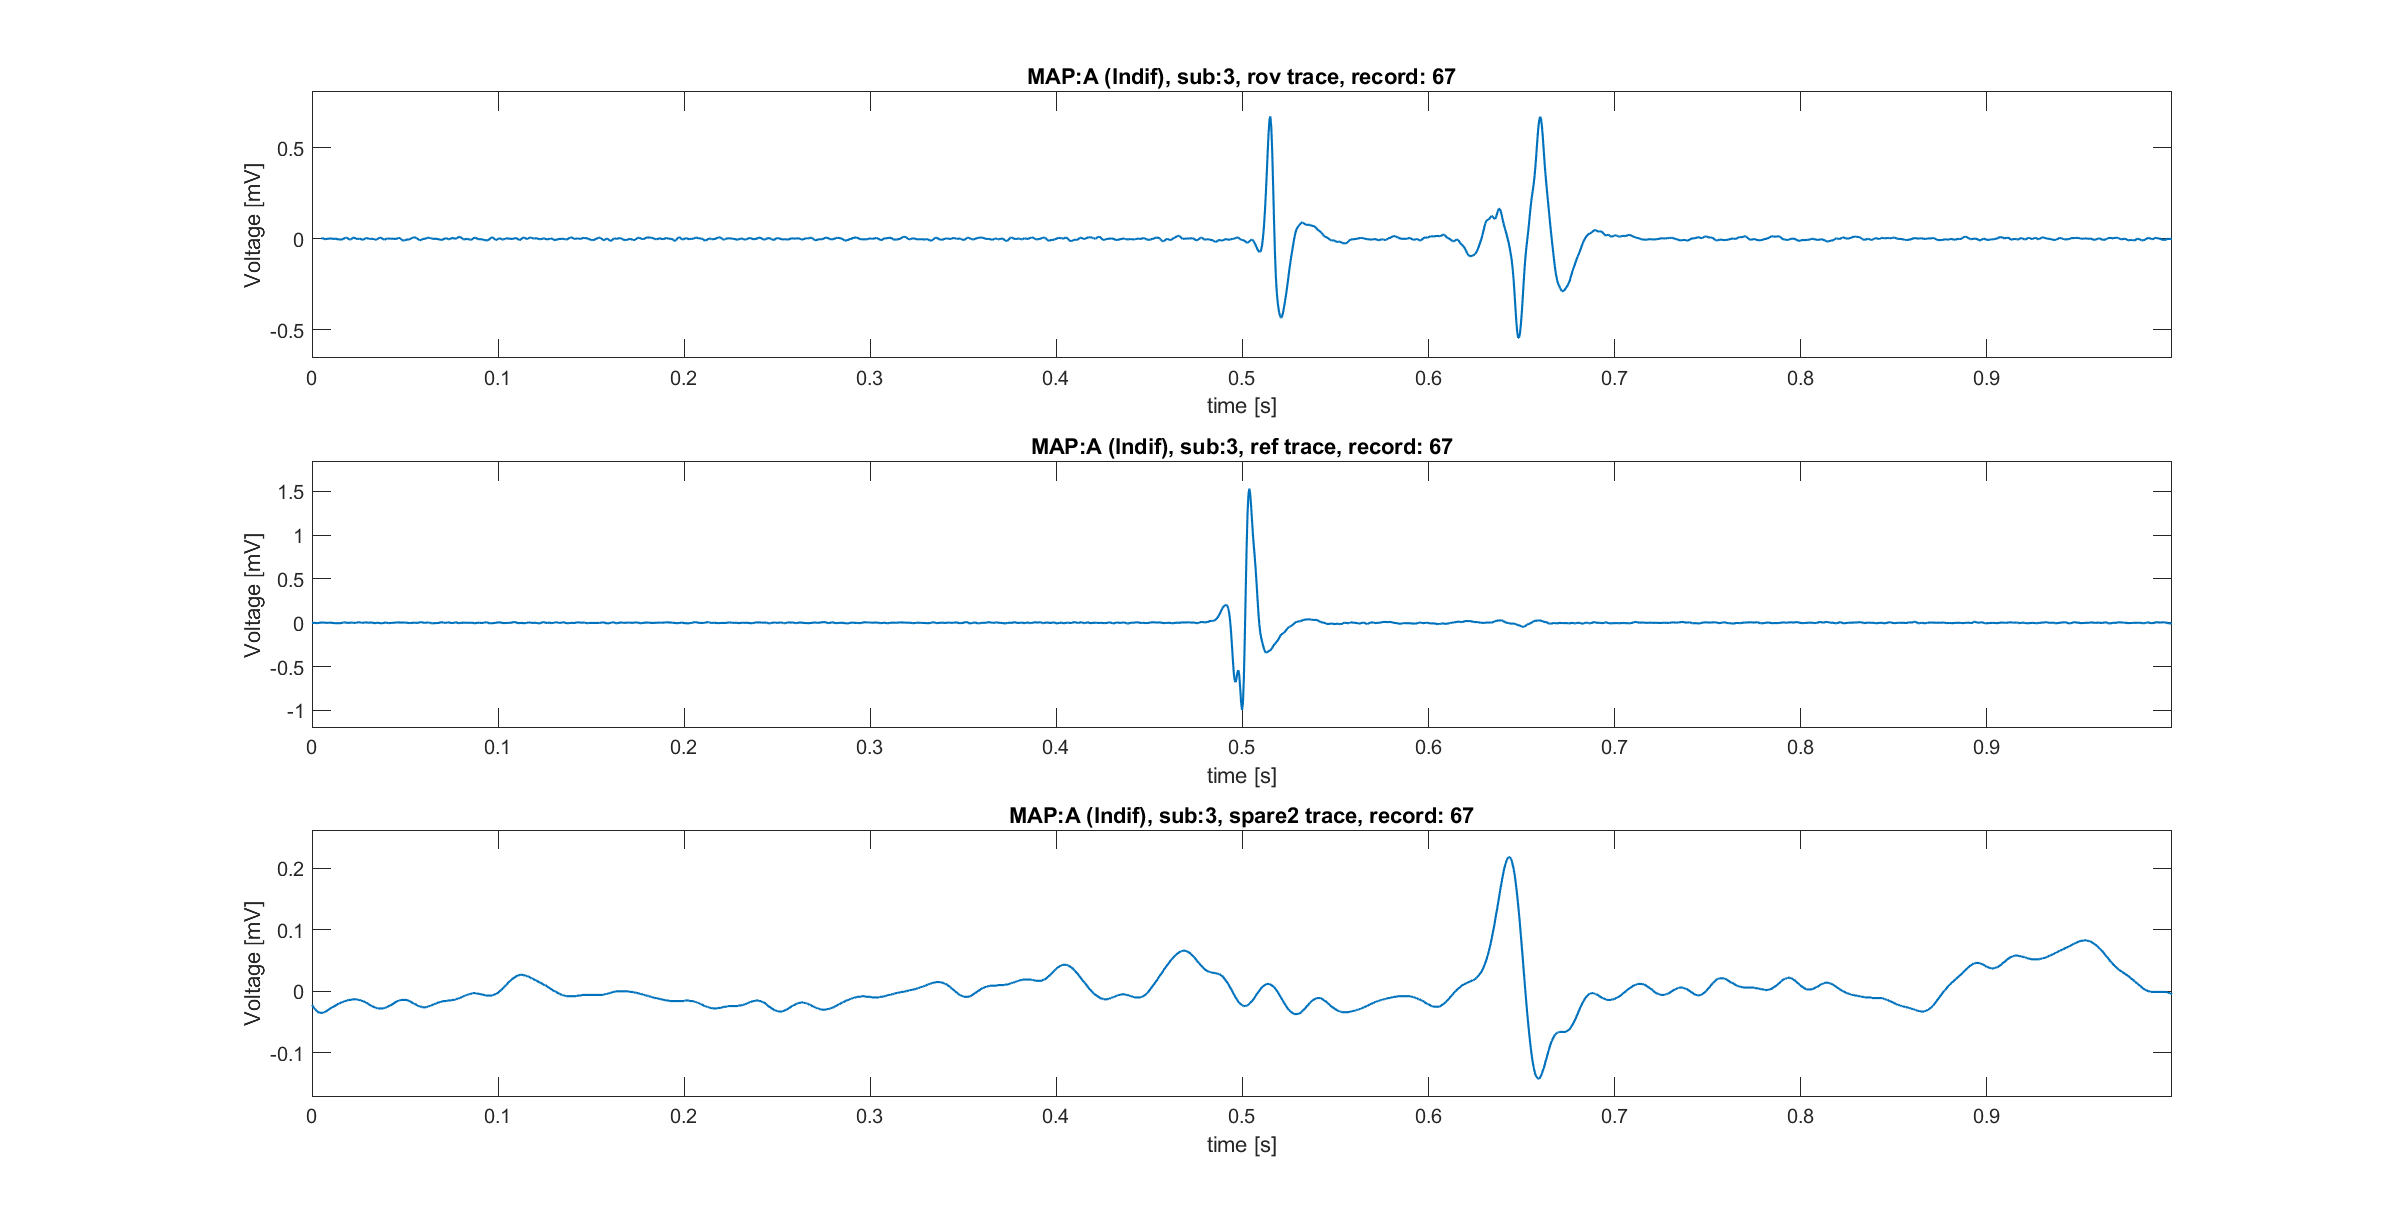 MAP:A (Indif), sub:3, rov trace, record: 67
Voltage [mV]
0.5
0
-0.5
0 0.1 0.2 0.3 0.4 0.5 0.6 0.7 0.8 0.9
time [s]
MAP:A (Indif), sub:3, ref trace, record: 67
Voltage [mV]
1.5
1
0.5
0
-0.5
-1
0 0.1 0.2 0.3 0.4 0.5 0.6 0.7 0.8 0.9
time [s]
MAP:A (Indif), sub:3, spare2 trace, record: 67
Voltage [mV]
0.2
0.1
0
-0.1
0 0.1 0.2 0.3 0.4 0.5 0.6 0.7 0.8 0.9
time [s]